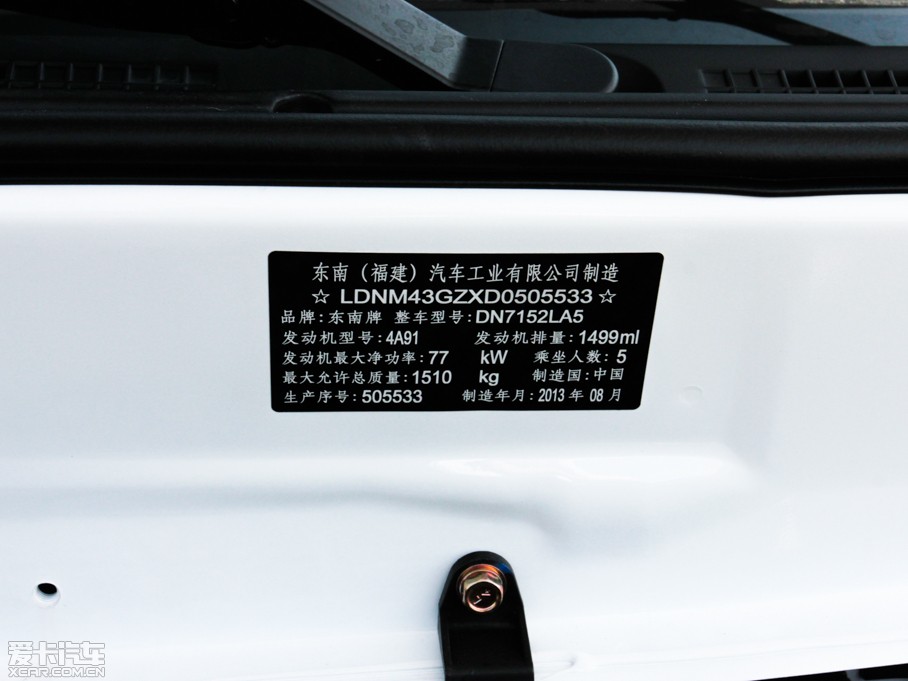 东南（福建）汽车工业有限公司制造
☆ LDNM43GZXD0505533 ☆
品牌：东南牌 整车型号：DN7152LA5
发动机型号：4A91 发动机排量：1499ml
发动机最大净功率：77 kW 乘坐人数：5
最大允许总质量：1510 kg 制造国：中国
生产序号：505533 制造年月：2013 年 08 月
爱卡汽车
XCAR.COM.CN